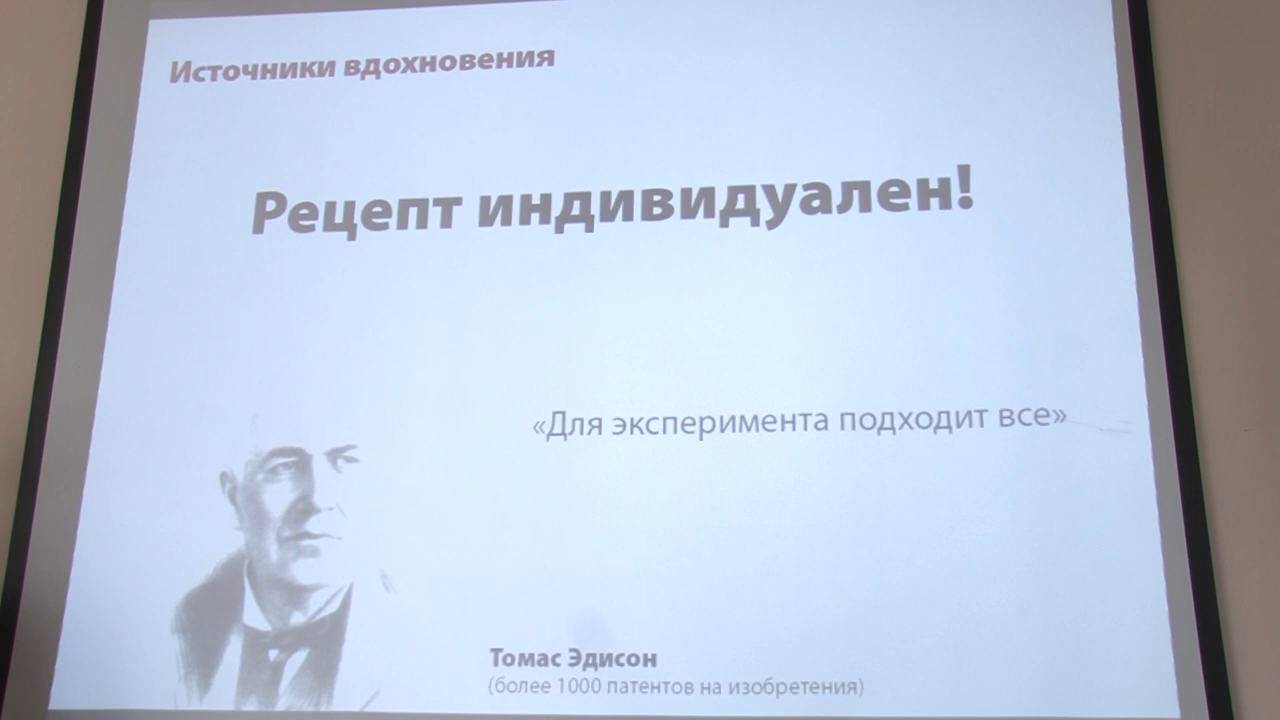 Источники вдохновения
Рецепт индивидуален!
«Для эксперимента подходит все»
Томас Эдисон
(более 1000 патентов на изобретения)